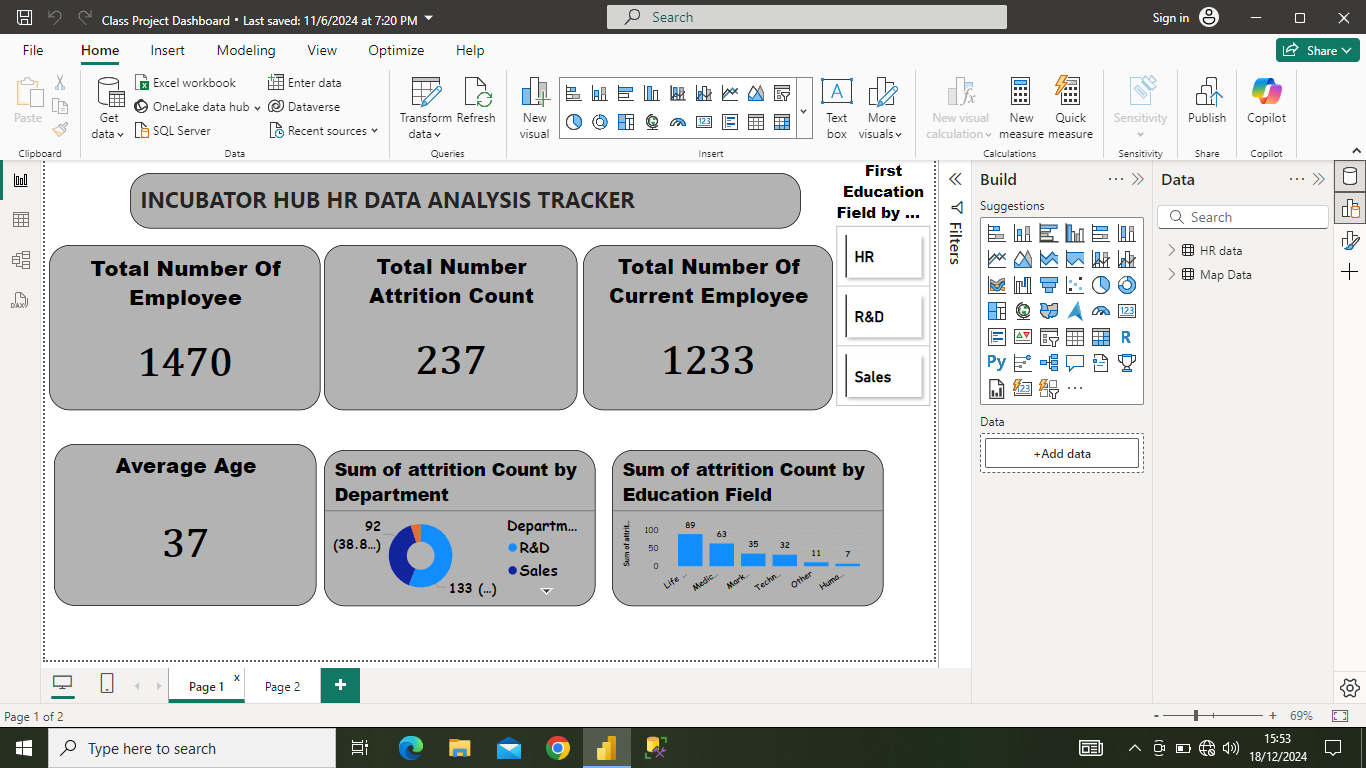 Class Project Dashboard • Last saved: 11/6/2024 at 7:20 PM
Search
Sign in
File
Home
Insert
Modeling
View
Optimize
Help
Share
Paste
Clipboard
Get data
Excel workbook
OneLake data hub
SQL Server
Enter data
Dataverse
Recent sources
Data
Transform data
Refresh
Queries
New visual
Text box
More visuals
Insert
New visual calculation
New measure
Quick measure
Calculations
Sensitivity
Sensitivity
Publish
Share
Copilot
Copilot
INCUBATOR HUB HR DATA ANALYSIS TRACKER
First
Education
Field by ...
HR
R&D
Sales
Total Number Of
Employee
1470
Total Number
Attrition Count
237
Total Number Of
Current Employee
1233
Average Age
37
Sum of attrition Count by
Department
92
(38.8...)
133 (...)
Departm...
R&D
Sales
Sum of attrition Count by
Education Field
Sum of attrit...
100
50
0
89
63
35
32
11
7
Life ...
Medic...
Mark...
Techn...
Other
Huma...
Filters
Build
Suggestions
R
Py
123
Data
+Add data
Data
Search
HR data
Map Data
DAX
Page 1
x
Page 2
Page 1 of 2
- + 69%
Type here to search
15:53
18/12/2024